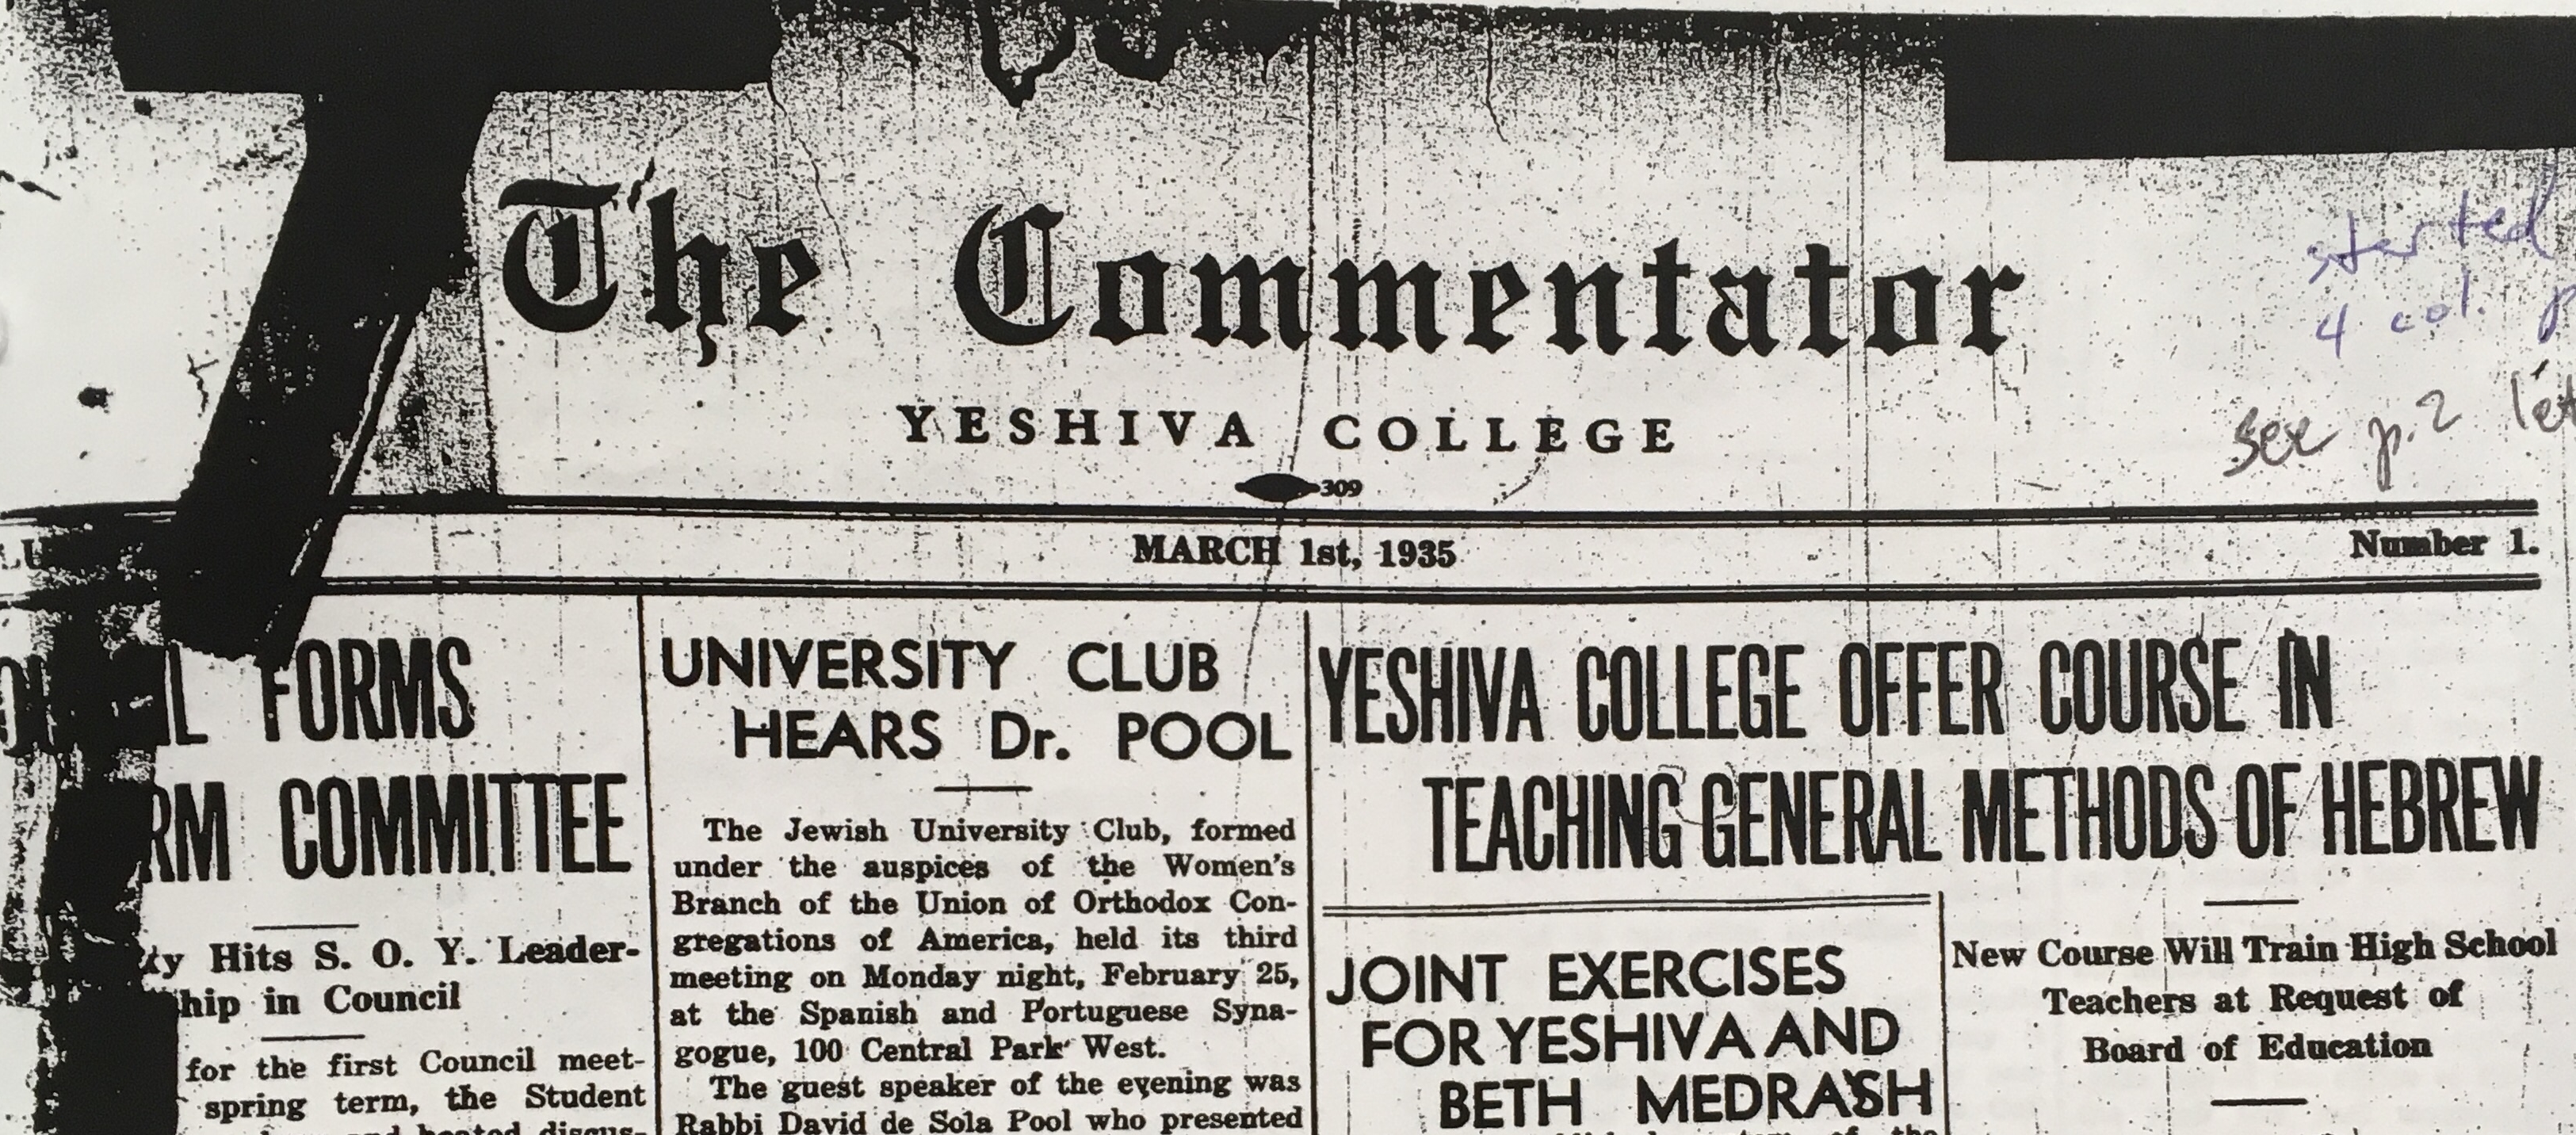 The Commentator
started
4 col.
see p.2
YESHIVA COLLEGE
309
MARCH 1st, 1935
Number 1.
FORMS
COMMITTEE
Hits S. O. Y. Leader-
in Council
for the first Council meet-
spring term, the Student
UNIVERSITY CLUB
HEARS Dr. POOL
The Jewish University Club, formed
under the auspices of the Women's
Branch of the Union of Orthodox Con-
gregations of America, held its third
meeting on Monday night, February 25,
at the Spanish and Portuguese Syna-
gogue, 100 Central Park West.
The guest speaker of the evening was
Rabbi David de Sola Pool who presented
YESHIVA COLLEGE OFFER COURSE IN
TEACHING GENERAL METHODS OF HEBREW
JOINT EXERCISES
FOR YESHIVA AND
BETH MEDRASH
New Course Will Train High School
Teachers at Request of
Board of Education